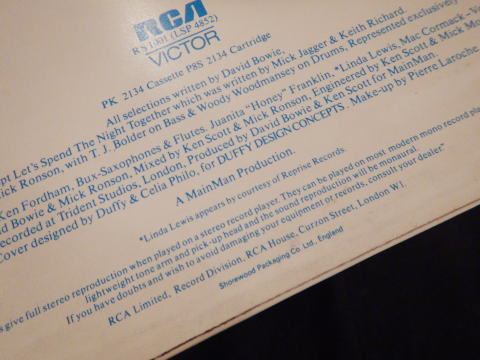 RCA
RS 1001 (LSP 4852)
VICTOR
PK 2134 Cassette P8S 2134 Cartridge
All selections written by David Bowie,
pt Let's Spend The Night Together which was written by Mick Jagger & Keith Richard.
ick Ronson, with T. J. Bolder on Bass & Woody Woodmansey on Drums, Represented exclusively
Ken Fordham, Bux-Saxophones & Flutes. Juanita "Honey" Franklin, *Linda Lewis, Mac Cormack-
id Bowie & Mick Ronson, Mixed by Ken Scott & Mick Ronson. Engineered by Ken Scott & Mick Mo
ecorded at Trident Studios, London. Produced by David Bowie & Ken Scott for MainMan.
Cover designed by Duffy & Celia Philo, for DUFFY DESIGN CONCEPTS. Make-up by Pierre Laroche
A MainMan Production.
*Linda Lewis appears by courtesy of Reprise Records.
s give full stereo reproduction when played on a stereo record player. They can be played on most modern mono record play
lightweight tone arm and pick-up head and the sound reproduction will be monaural.
If you have doubts and wish to avoid damaging your equipment or records, consult your dealer"
RCA Limited, Record Division, RCA House, Curzon Street, London W1.
Shorewood Packaging Co. Ltd., England